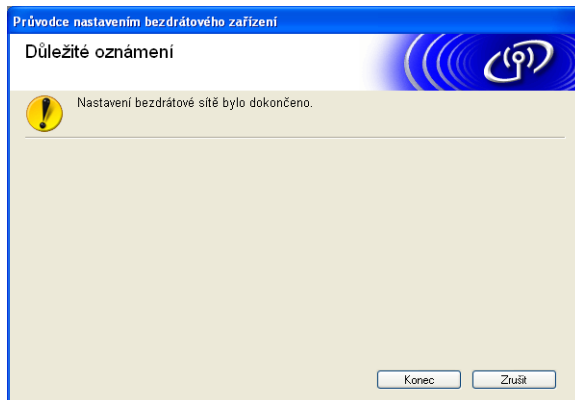 Průvodce nastavením bezdrátového zařízení
Důležité oznámení
Nastavení bezdrátové sítě bylo dokončeno.
Konec
Zrušit